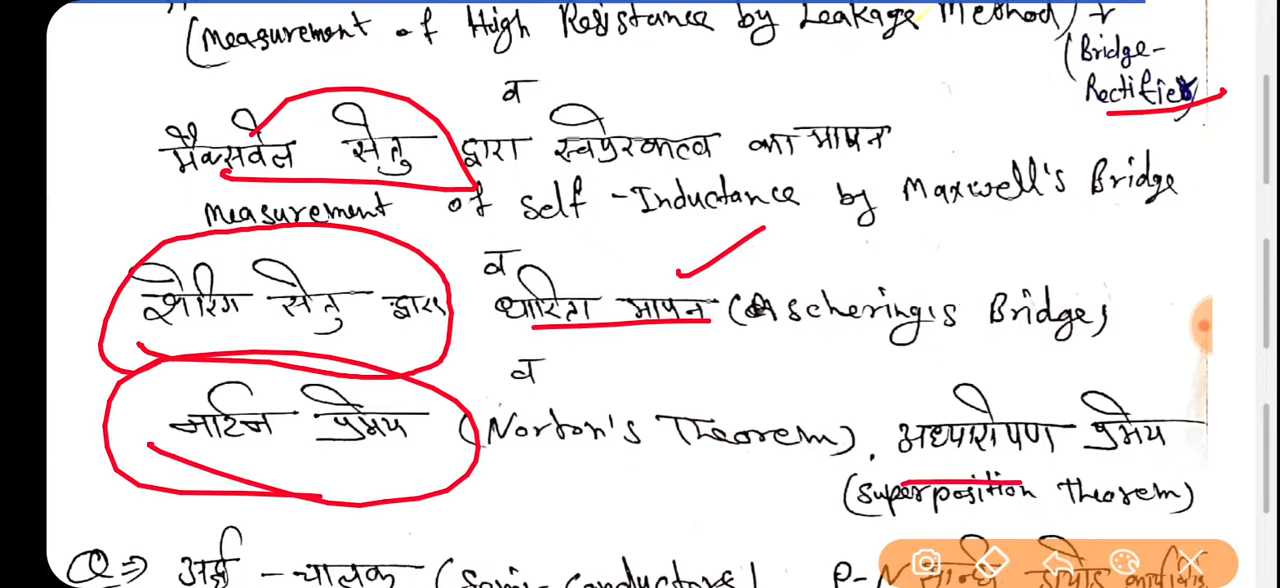 (Measurement of High Resistance by Leakage Method) र
(Bridge-
Rectifier)
व
मैक्सवेल सेतु द्वारा स्वप्रेरकत्व का मापन
Measurement of Self-Inductance by Maxwell's Bridge
व
शेरिंग सेतु द्वारा धारिता मापन (Aschering's Bridge)
व
नार्टन प्रमेय (Norton's Theorem). अध्यारोपण प्रमेय
(Superposition Theorem)
Q⇒ अर्द्ध-चालक (Semi-conductors) P-N